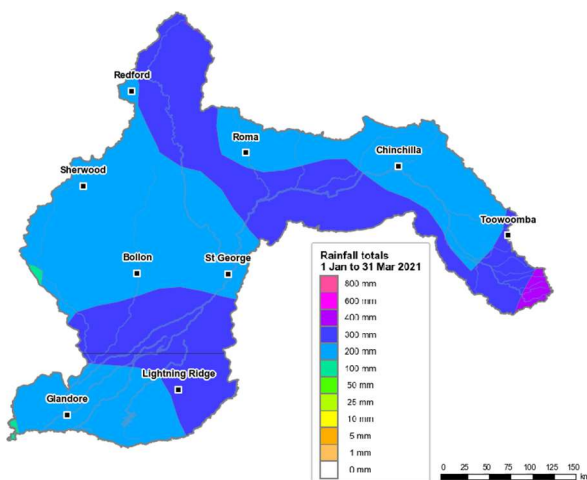 Redford
Roma
Chinchilla
Sherwood
Toowoomba
Bollon
St George
Rainfall totals
1 Jan to 31 Mar 2021
800 mm
600 mm
400 mm
300 mm
200 mm
100 mm
50 mm
25 mm
10 mm
5 mm
1 mm
0 mm
Lightning Ridge
Glandore
0 25 50 75 100 125 150
km